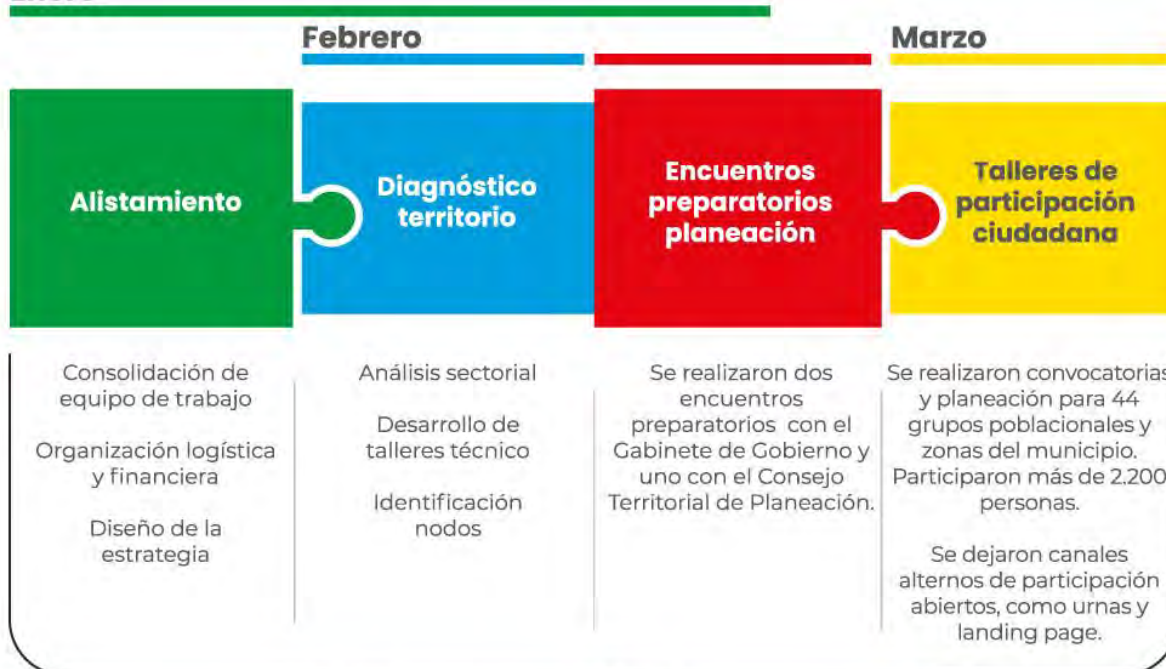 Febrero
Marzo
Alistamiento
Diagnóstico
territorio
Encuentros
preparatorios
planeación
Talleres de
participación
ciudadana
Consolidación de
equipo de trabajo
Organización logística
y financiera
Diseño de la
estrategia
Análisis sectorial
Desarrollo de
talleres técnico
Identificación
nodos
Se realizaron dos
encuentros
preparatorios con el
Gabinete de Gobierno y
uno con el Consejo
Territorial de Planeación.
Se realizaron convocatorias
y planeación para 44
grupos poblacionales y
zonas del municipio.
Participaron más de 2.200
personas.
Se dejaron canales
alternos de participación
abiertos, como urnas y
landing page.